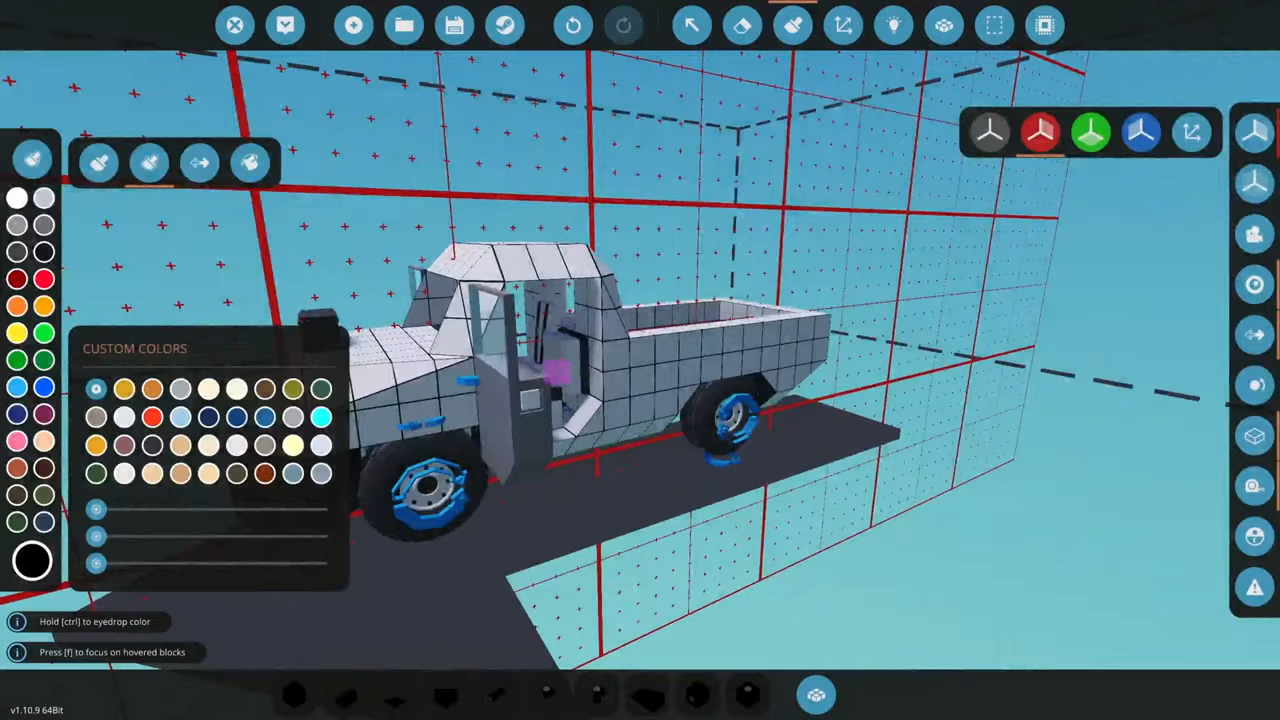 CUSTOM COLORS
Hold [ctrl] to eyedrop color
Press [f] to focus on hovered blocks
v1.10.9 64Bit